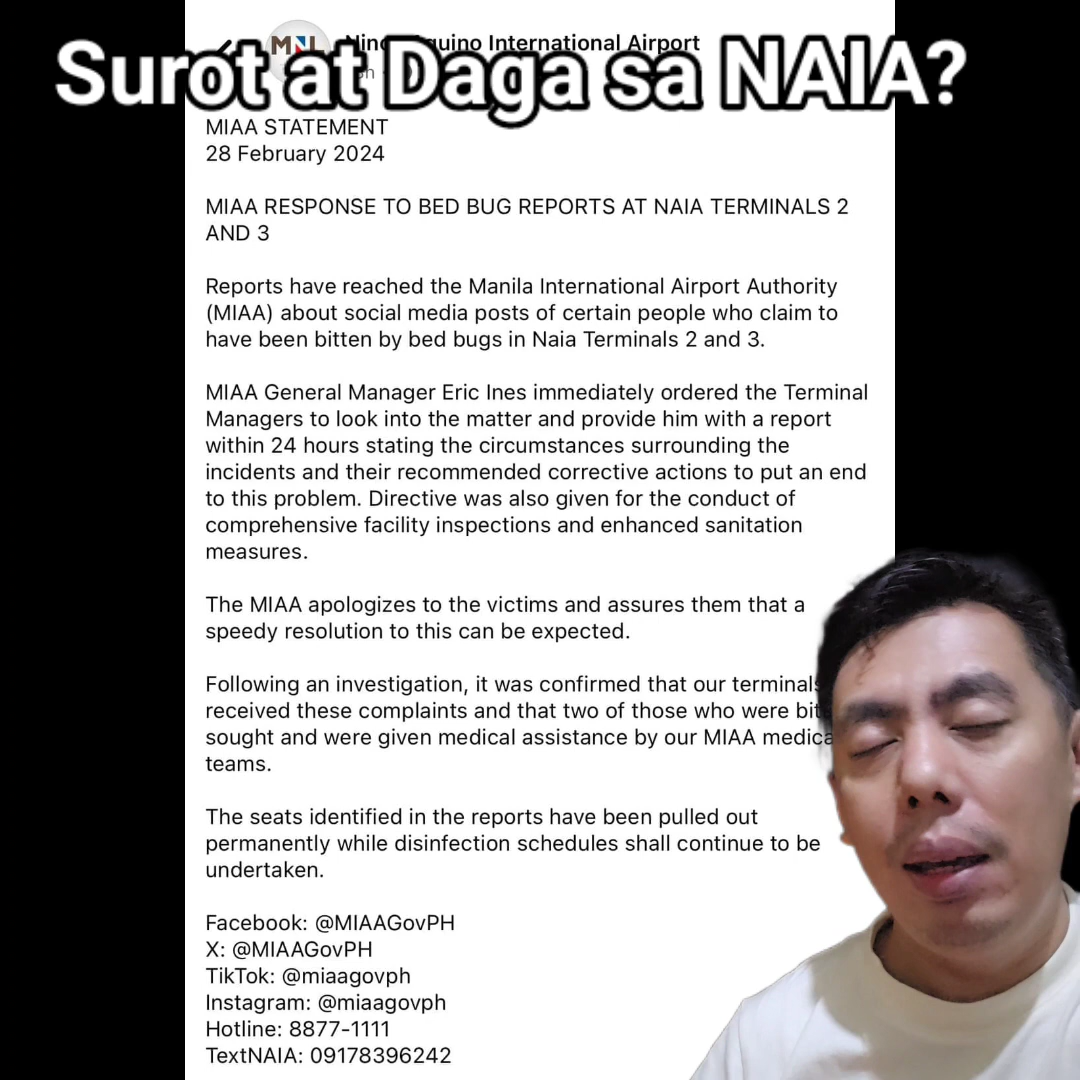 Surot at Daga sa NAIA?
MNL
International Airport
MIAA STATEMENT
28 February 2024
MIAA RESPONSE TO BED BUG REPORTS AT NAIA TERMINALS 2
AND 3
Reports have reached the Manila International Airport Authority
(MIAA) about social media posts of certain people who claim to
have been bitten by bed bugs in Naia Terminals 2 and 3.
MIAA General Manager Eric Ines immediately ordered the Terminal
Managers to look into the matter and provide him with a report
within 24 hours stating the circumstances surrounding the
incidents and their recommended corrective actions to put an end
to this problem. Directive was also given for the conduct of
comprehensive facility inspections and enhanced sanitation
measures.
The MIAA apologizes to the victims and assures them that a
speedy resolution to this can be expected.
Following an investigation, it was confirmed that our terminals
received these complaints and that two of those who were
sought and were given medical assistance by our MIAA
teams.
The seats identified in the reports have been pulled out
permanently while disinfection schedules shall continue to be
undertaken.
Facebook: @MIAAGovPH
X: @MIAAGovPH
TikTok: @miaagovph
Instagram: @miaagovph
Hotline: 8877-1111
TextNAIA: 09178396242